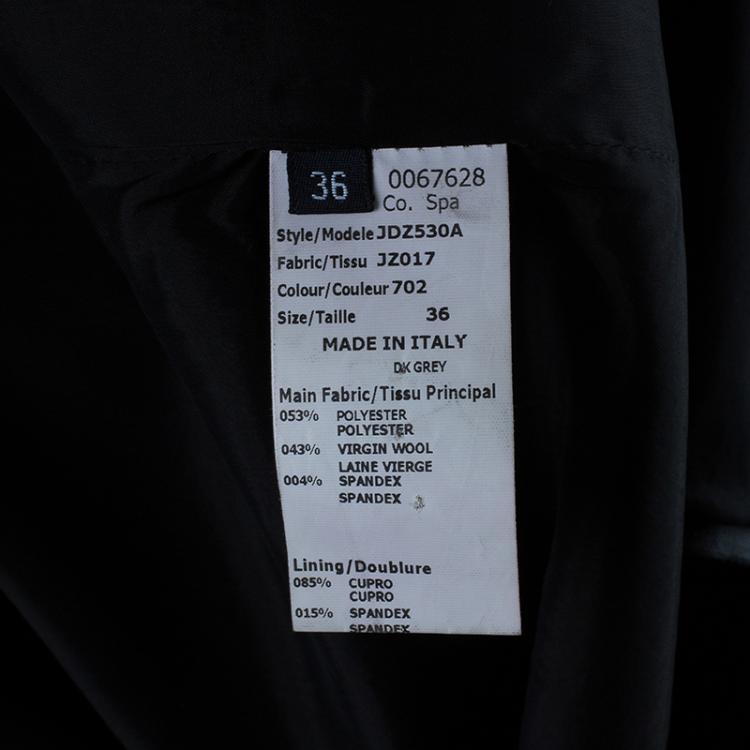 36
0067628
Co. Spa
Style/Modele JDZ530A
Fabric/Tissu JZ017
Colour/Couleur 702
Size/Taille 36
MADE IN ITALY
DK GREY
Main Fabric/Tissu Principal
053% POLYESTER
POLYESTER
043% VIRGIN WOOL
LAINE VIERGE
004% SPANDEX
SPANDEX
Lining/Doublure
085% CUPRO
CUPRO
015% SPANDEX
SPANDEX